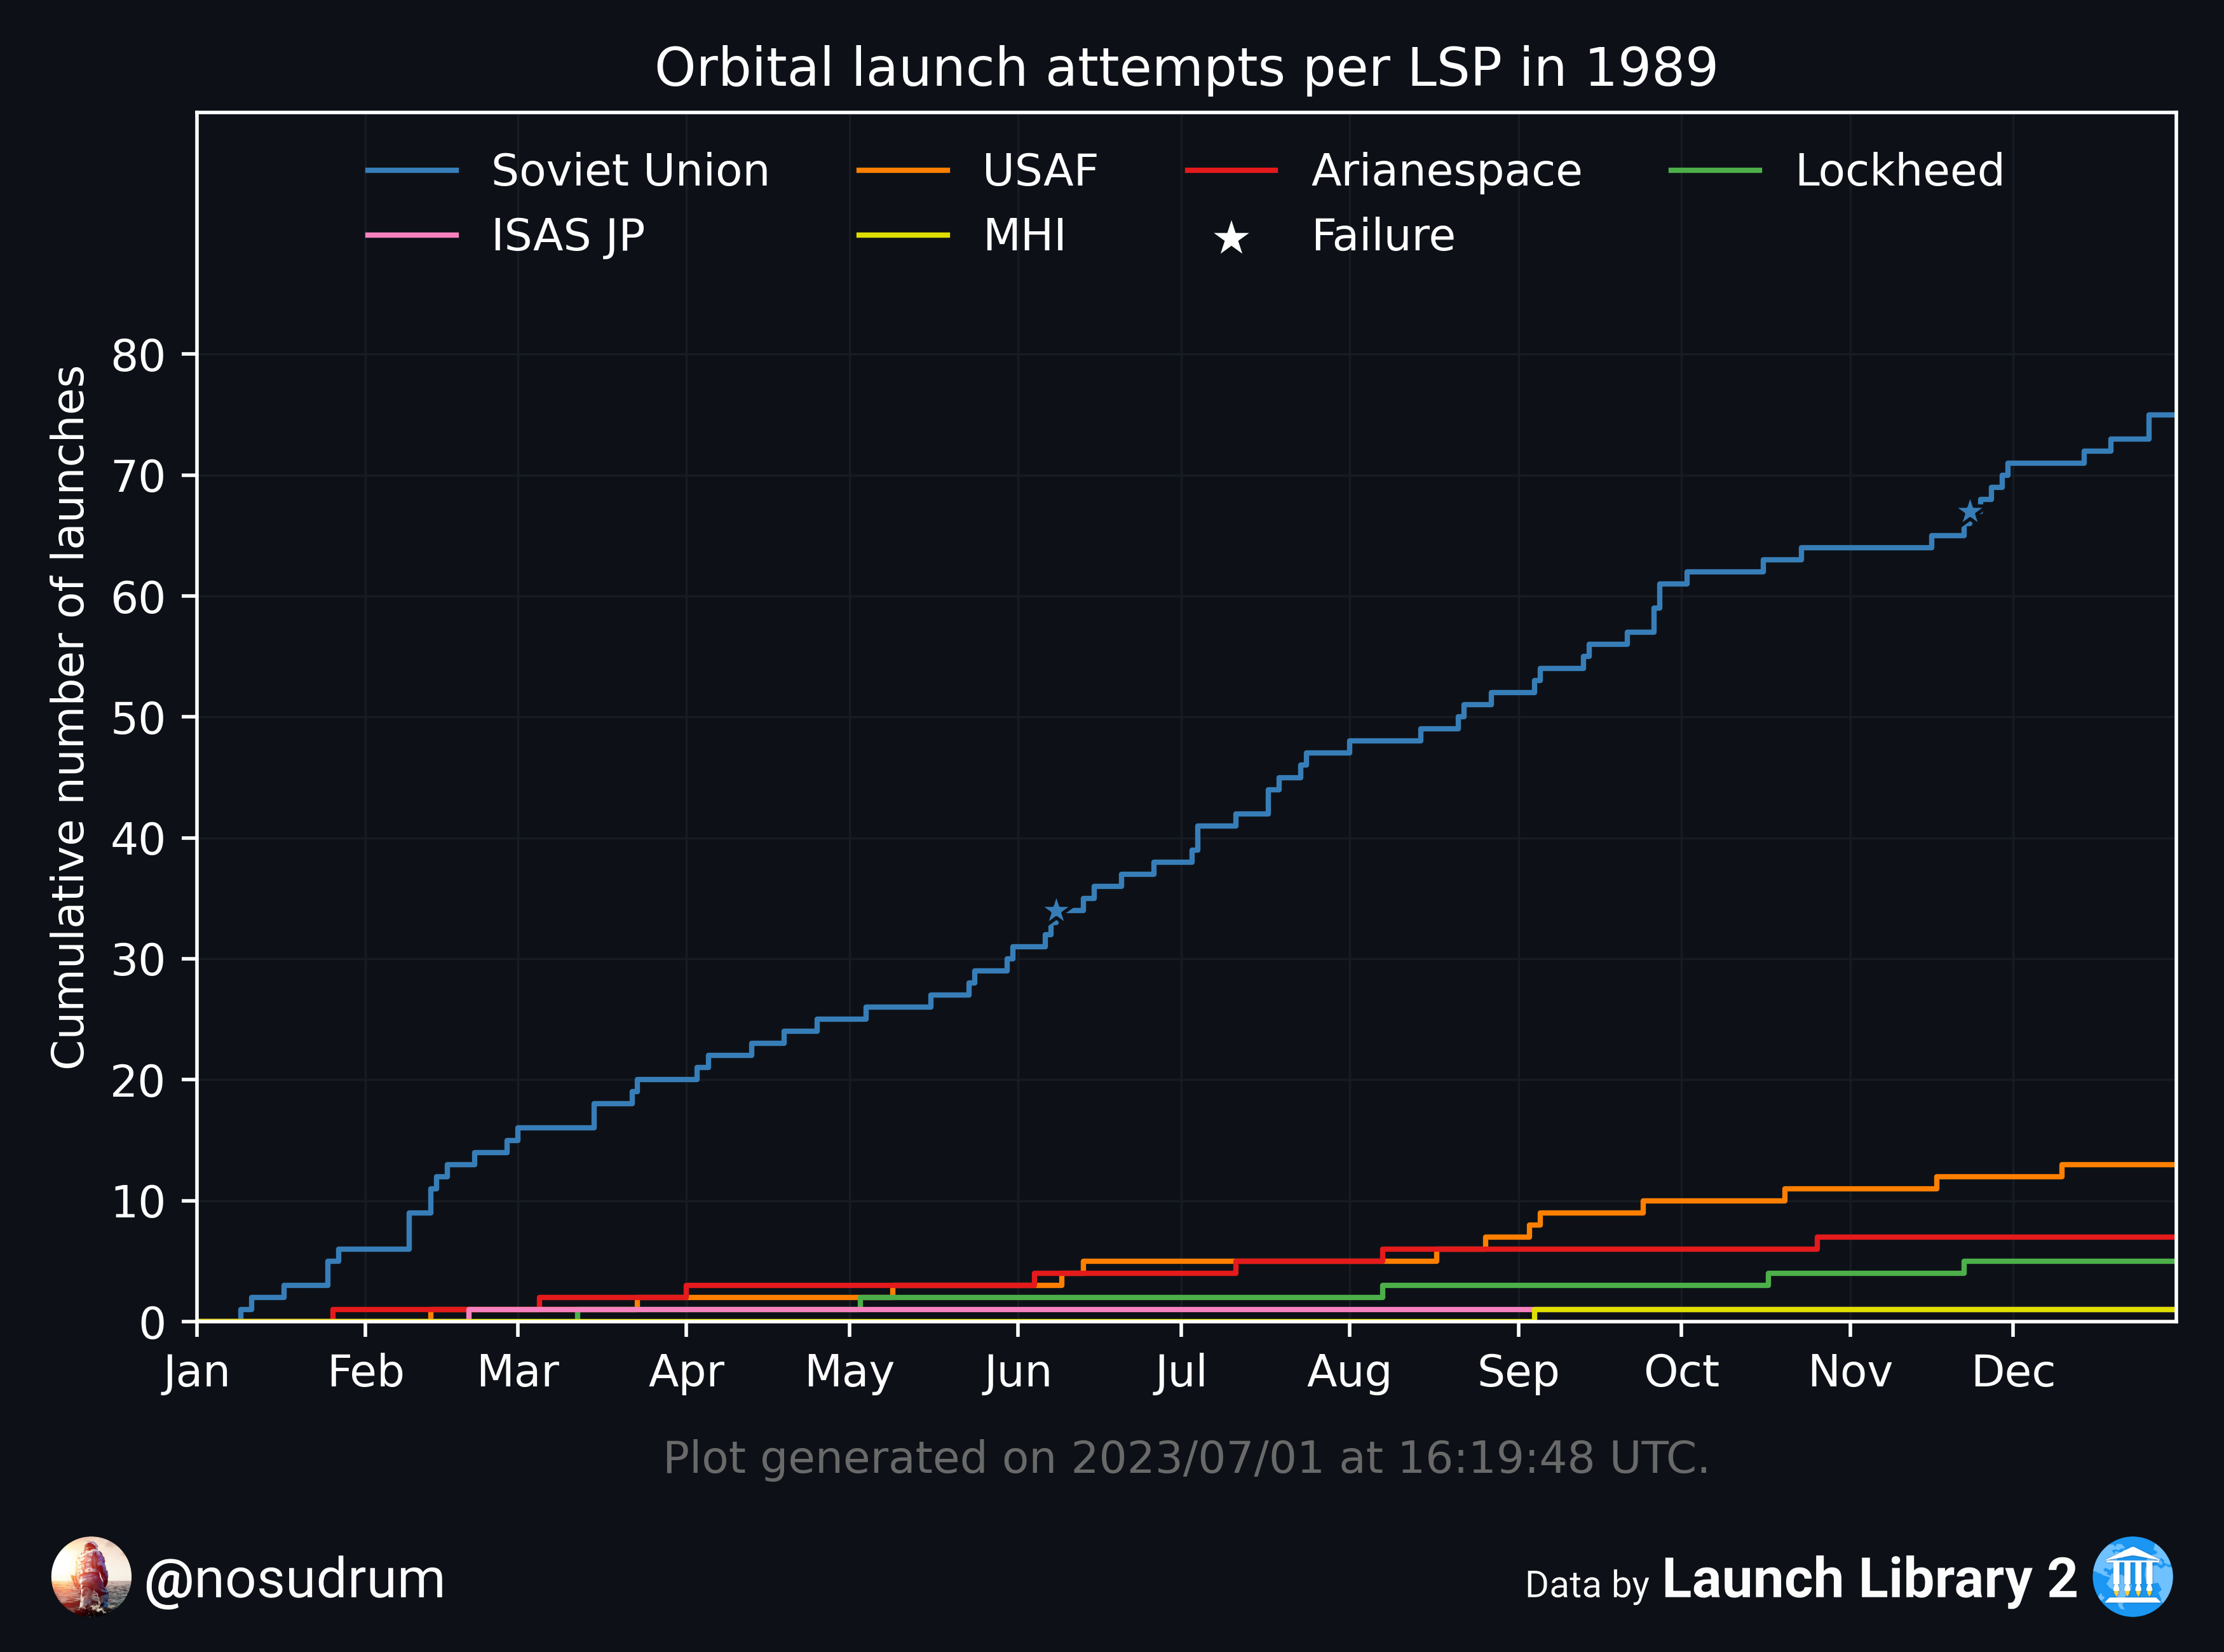 Orbital launch attempts per LSP in 1989
Soviet Union USAF Arianespace Lockheed
ISAS JP MHI Failure
Cumulative number of launches
80
70
60
50
40
30
20
10
0
Jan Feb Mar Apr May Jun Jul Aug Sep Oct Nov Dec
Plot generated on 2023/07/01 at 16:19:48 UTC.
@nosudrum
Data by Launch Library 2